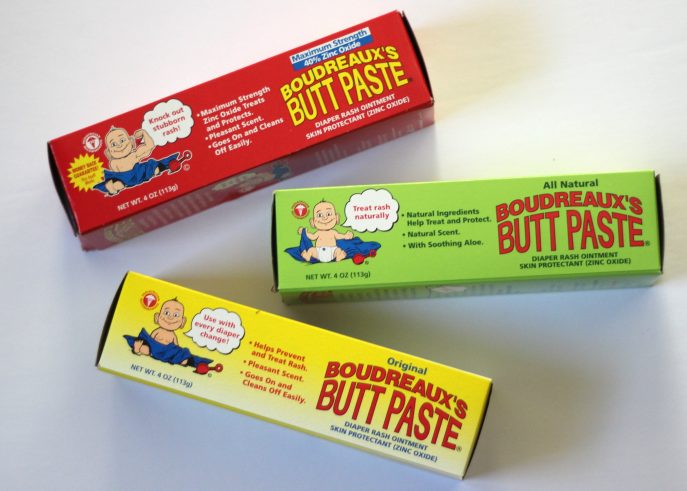 Knock out
stubborn
rash!
MONEY BACK
GUARANTEE
NET WT. 4 OZ (113g)
• Maximum Strength
Zinc Oxide Treats
and Protects.
• Pleasant Scent.
• Goes On and Cleans
Off Easily.
Maximum Strength
40% Zinc Oxide
BOUDREAUX'S
BUTT PASTE®
DIAPER RASH OINTMENT
SKIN PROTECTANT (ZINC OXIDE)
Treat rash
naturally
NET WT. 4 OZ (113g)
• Natural Ingredients
Help Treat and Protect.
• Natural Scent.
• With Soothing Aloe.
All Natural
BOUDREAUX'S
BUTT PASTE®
DIAPER RASH OINTMENT
SKIN PROTECTANT (ZINC OXIDE)
Use with
every diaper
change!
NET WT. 4 OZ (113g)
• Helps Prevent
and Treat Rash.
• Pleasant Scent.
• Goes On and
Cleans Off Easily.
Original
BOUDREAUX'S
BUTT PASTE®
DIAPER RASH OINTMENT
SKIN PROTECTANT (ZINC OXIDE)